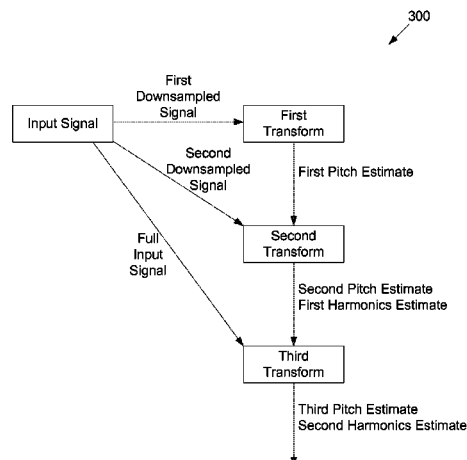 300
First
Downsampled
Signal
Input Signal
First
Transform
Second
Downsampled
Signal
First Pitch Estimate
Full
Input
Signal
Second
Transform
Second Pitch Estimate
First Harmonics Estimate
Third
Transform
Third Pitch Estimate
Second Harmonics Estimate